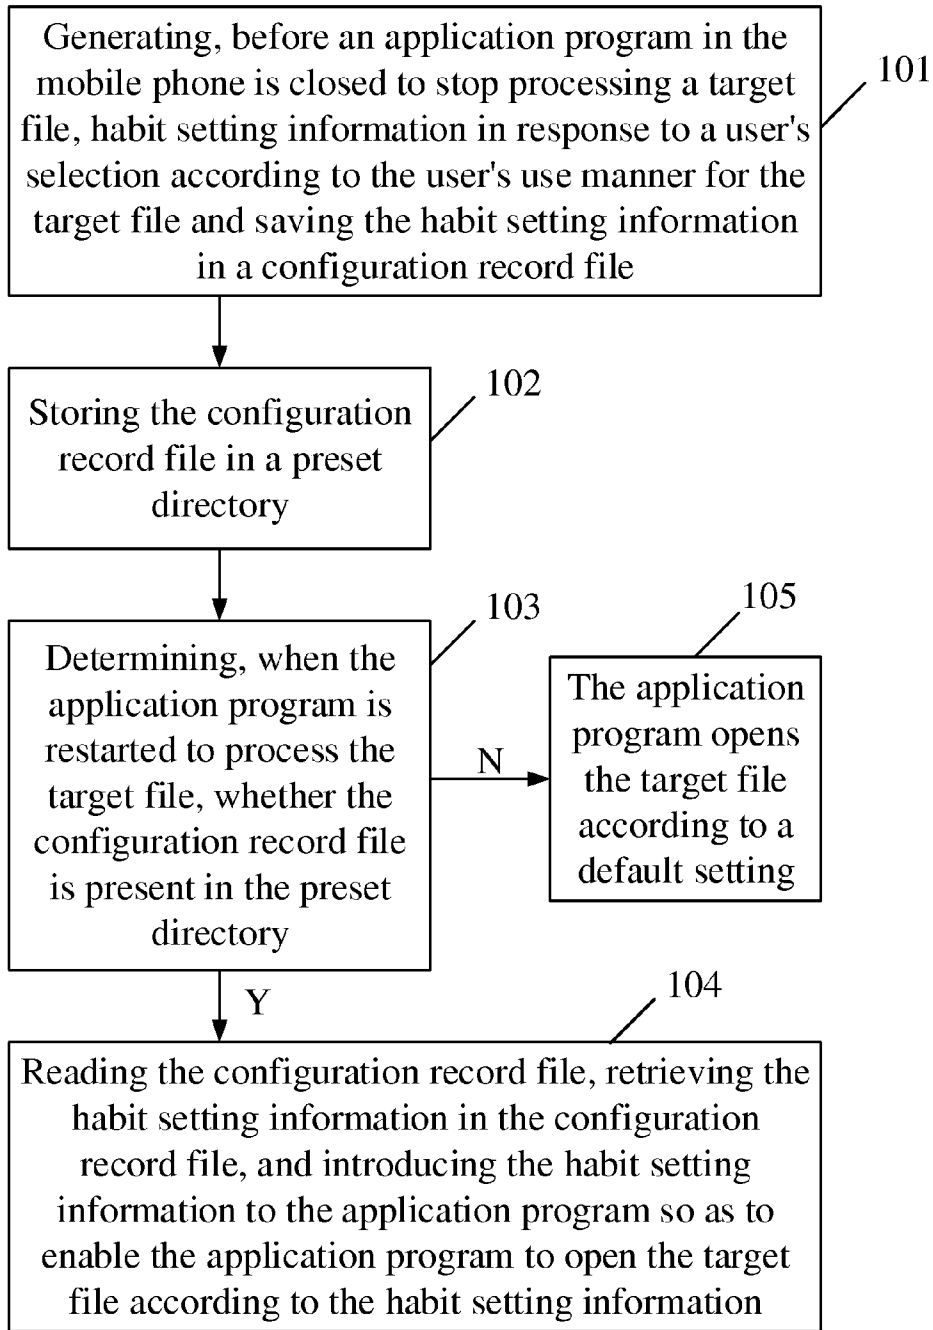 Generating, before an application program in the
mobile phone is closed to stop processing a target
file, habit setting information in response to a user's
selection according to the user's use manner for the
target file and saving the habit setting information
in a configuration record file
101
Storing the configuration
record file in a preset
directory
102
Determining, when the
application program is
restarted to process the
target file, whether the
configuration record file
is present in the preset
directory
103
N
105
The application
program opens
the target file
according to a
default setting
Y
104
Reading the configuration record file, retrieving the
habit setting information in the configuration
record file, and introducing the habit setting
information to the application program so as to
enable the application program to open the target
file according to the habit setting information